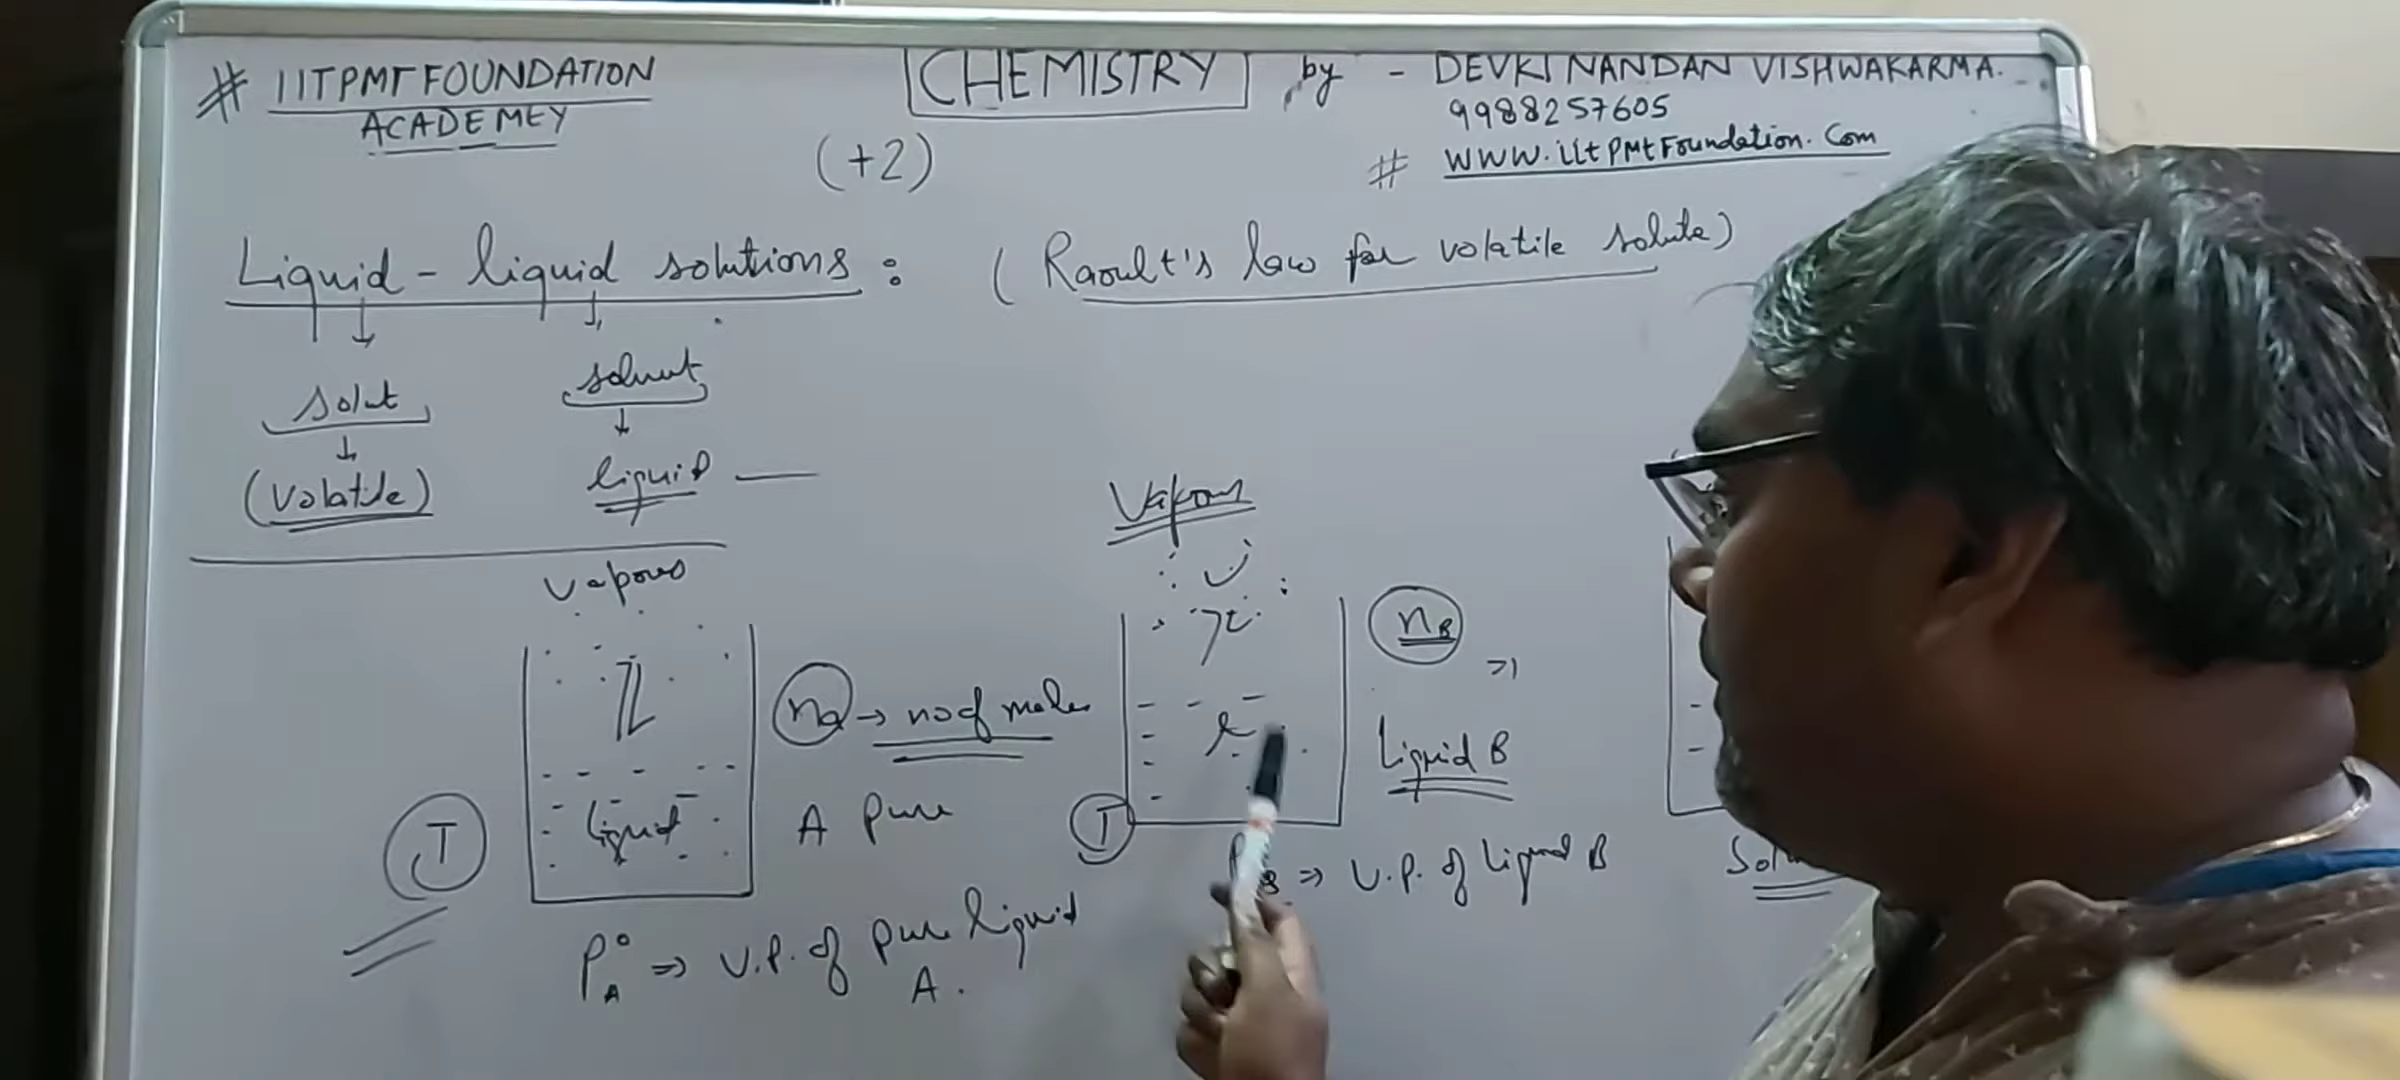 # IITPMT FOUNDATION
ACADEMEY
CHEMISTRY by - DEVKI NANDAN VISHWAKARMA.
9988257605
# www.iitPMtFoundation.com
(+2)
Liquid - liquid solutions : (Raoult's law for volatile solute)
solut
solvent
(volatile)
liquid
vapours
Vapour
nB
na → no of moles
liquid
A pure
T
Liquid B
T
B ⇒ V.P. of liquid B
P°A ⇒ V.P. of pure liquid
A.